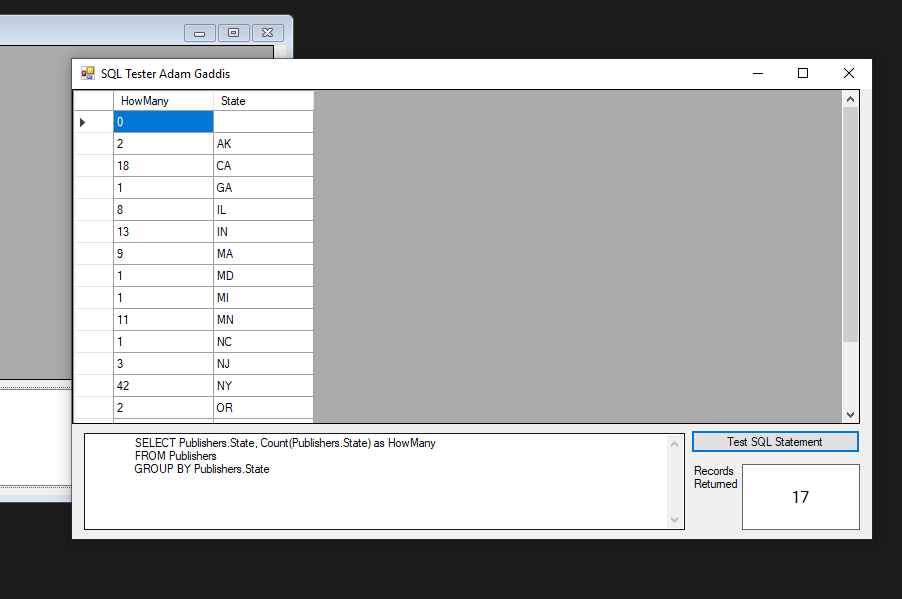 SQL Tester Adam Gaddis
HowMany State
0
2 AK
18 CA
1 GA
8 IL
13 IN
9 MA
1 MD
1 MI
11 MN
1 NC
3 NJ
42 NY
2 OR
SELECT Publishers.State, Count(Publishers.State) as HowMany
FROM Publishers
GROUP BY Publishers.State
Test SQL Statement
Records
Returned
17